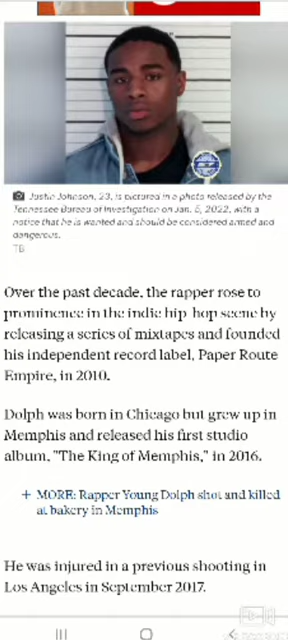 Justin Johnson, 23, is pictured in a photo released by the
Tennessee Bureau of Investigation on Jan. 5, 2022, with a
notice that he is wanted and should be considered armed and
dangerous.
TB
Over the past decade, the rapper rose to
prominence in the indie hip-hop scene by
releasing a series of mixtapes and founded
his independent record label, Paper Route
Empire, in 2010.
Dolph was born in Chicago but grew up in
Memphis and released his first studio
album, "The King of Memphis," in 2016.
+ MORE: Rapper Young Dolph shot and killed
at bakery in Memphis
He was injured in a previous shooting in
Los Angeles in September 2017.